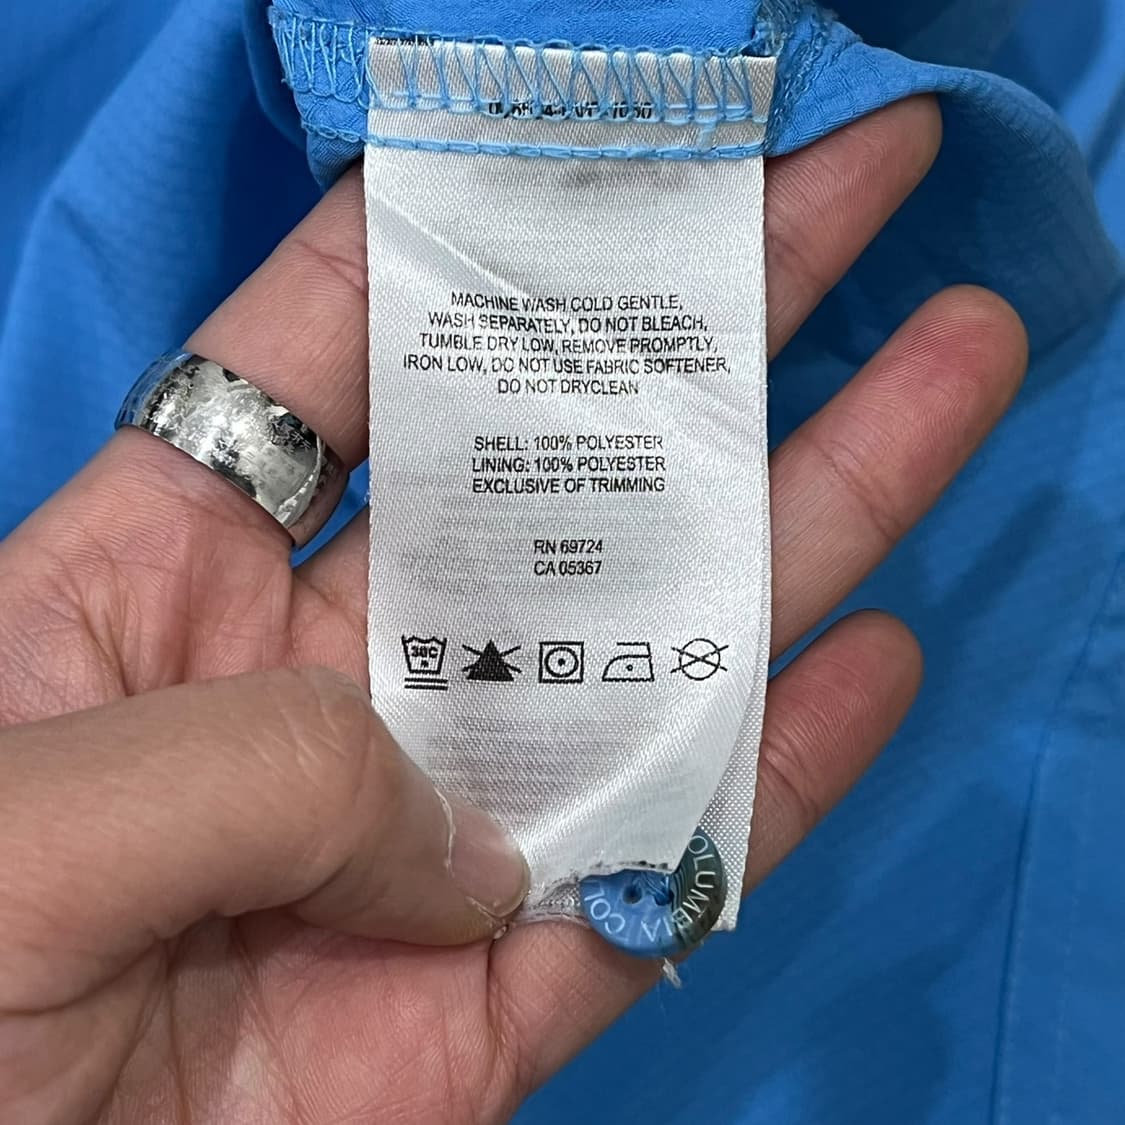 MACHINE WASH COLD GENTLE,
WASH SEPARATELY, DO NOT BLEACH,
TUMBLE DRY LOW, REMOVE PROMPTLY,
IRON LOW, DO NOT USE FABRIC SOFTENER,
DO NOT DRYCLEAN
SHELL: 100% POLYESTER
LINING: 100% POLYESTER
EXCLUSIVE OF TRIMMING
RN 69724
CA 05367
30C
COLUMBIA COL